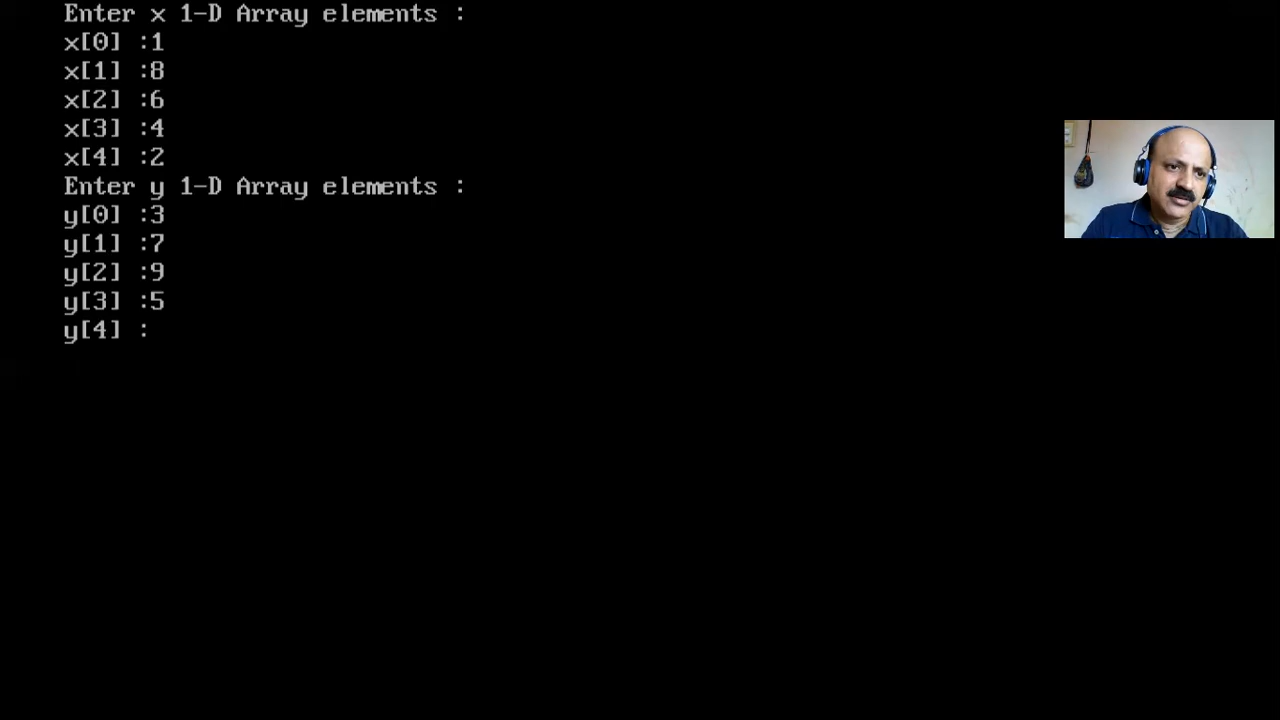 Enter x 1-D Array elements :
x[0] :1
x[1] :8
x[2] :6
x[3] :4
x[4] :2
Enter y 1-D Array elements :
y[0] :3
y[1] :7
y[2] :9
y[3] :5
y[4] :